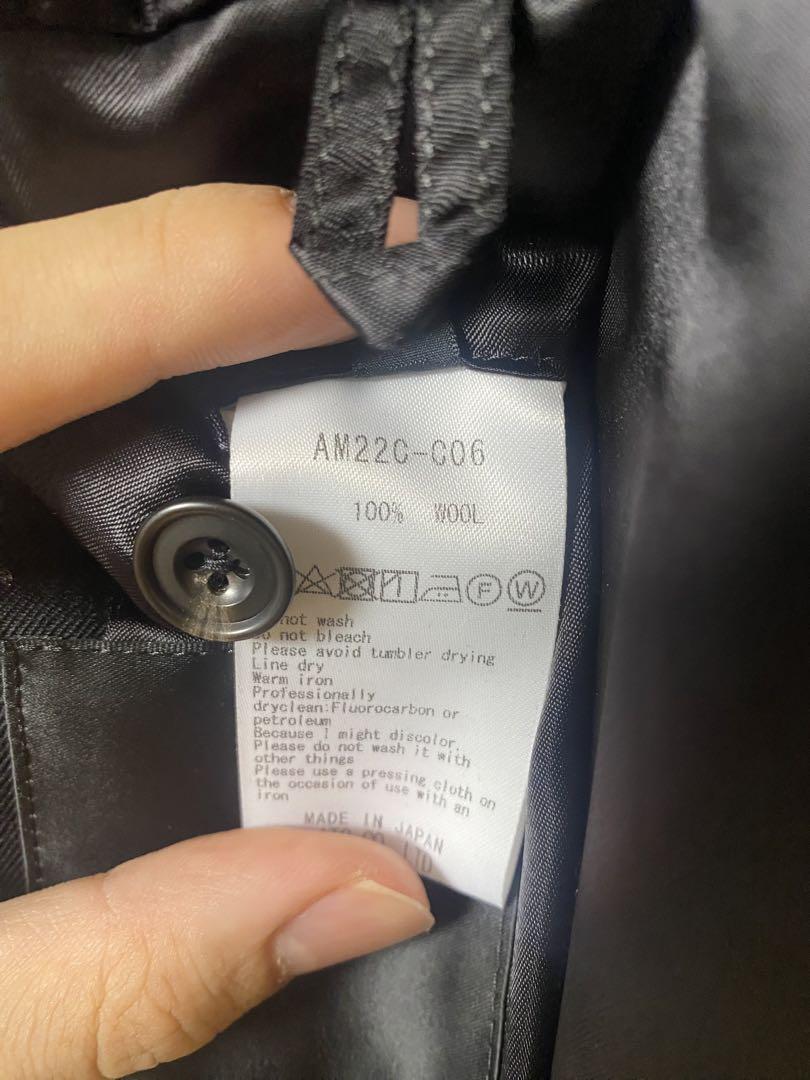 AM22C-C06
100% WOOL
F W
not wash
not bleach
Please avoid tumbler drying
Line dry
Warm iron
Professionally
dryclean:Fluorocarbon or
petroleum
Because I might discolor.
Please do not wash it with
other things
Please use a pressing cloth on
the occasion of use with an
iron
MADE IN JAPAN
CO LTD